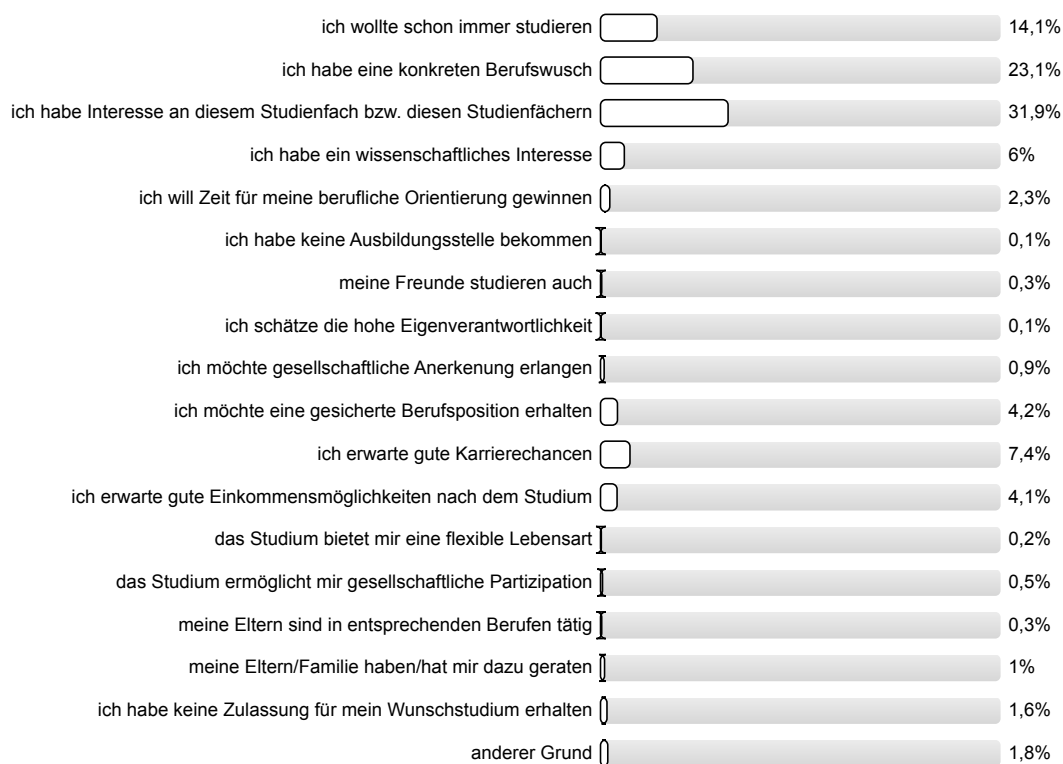 ich wollte schon immer studieren 14,1%
ich habe eine konkreten Berufswusch 23,1%
ich habe Interesse an diesem Studienfach bzw. diesen Studienfächern 31,9%
ich habe ein wissenschaftliches Interesse 6%
ich will Zeit für meine berufliche Orientierung gewinnen 2,3%
ich habe keine Ausbildungsstelle bekommen 0,1%
meine Freunde studieren auch 0,3%
ich schätze die hohe Eigenverantwortlichkeit 0,1%
ich möchte gesellschaftliche Anerkenung erlangen 0,9%
ich möchte eine gesicherte Berufsposition erhalten 4,2%
ich erwarte gute Karrierechancen 7,4%
ich erwarte gute Einkommensmöglichkeiten nach dem Studium 4,1%
das Studium bietet mir eine flexible Lebensart 0,2%
das Studium ermöglicht mir gesellschaftliche Partizipation 0,5%
meine Eltern sind in entsprechenden Berufen tätig 0,3%
meine Eltern/Familie haben/hat mir dazu geraten 1%
ich habe keine Zulassung für mein Wunschstudium erhalten 1,6%
anderer Grund 1,8%